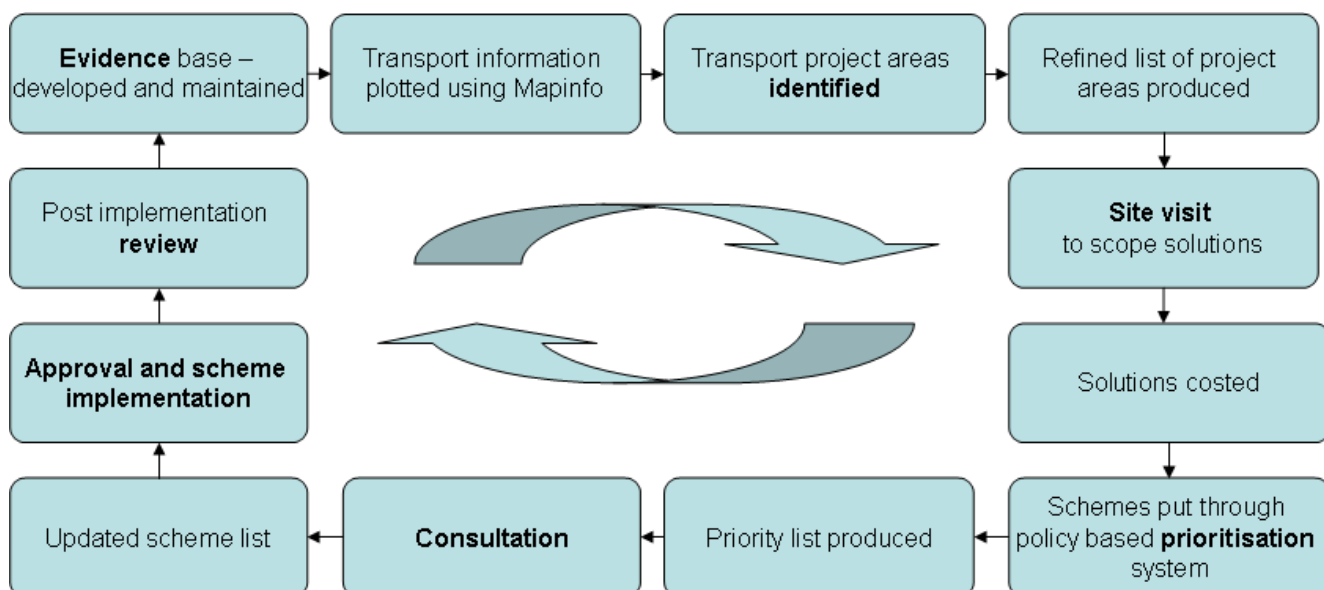 Evidence base –
developed and maintained
Transport information
plotted using Mapinfo
Transport project areas
identified
Refined list of project
areas produced
Site visit
to scope solutions
Solutions costed
Schemes put through
policy based prioritisation
system
Priority list produced
Consultation
Updated scheme list
Approval and scheme
implementation
Post implementation
review